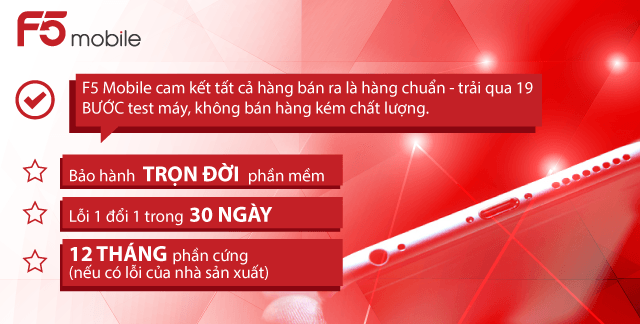 F5 mobile
F5 Mobile cam kết tất cả hàng bán ra là hàng chuẩn - trải qua 19
BƯỚC test máy, không bán hàng kém chất lượng.
Bảo hành TRỌN ĐỜI phần mềm
Lỗi 1 đổi 1 trong 30 NGÀY
12 THÁNG phần cứng
(nếu có lỗi của nhà sản xuất)